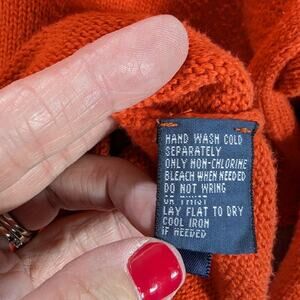 HAND WASH COLD
SEPARATELY
ONLY NON-CHLORINE
BLEACH WHEN NEEDED
DO NOT WRING
OR TWIST
LAY FLAT TO DRY
COOL IRON
IF NEEDED